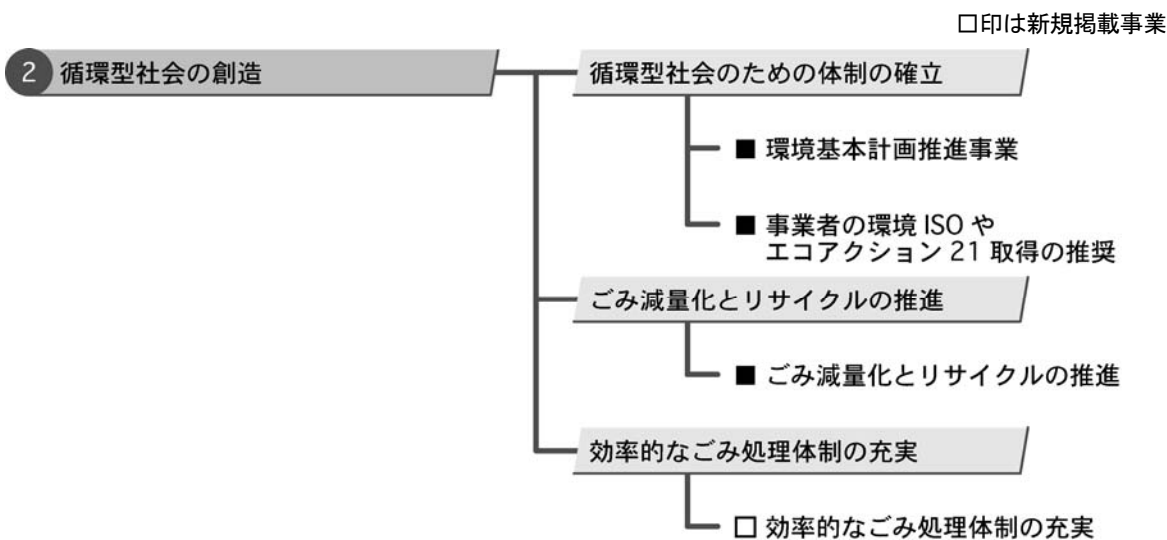 □印は新規掲載事業
2 循環型社会の創造
循環型社会のための体制の確立
■ 環境基本計画推進事業
■ 事業者の環境 ISO や
エコアクション 21 取得の推奨
ごみ減量化とリサイクルの推進
■ ごみ減量化とリサイクルの推進
効率的なごみ処理体制の充実
□ 効率的なごみ処理体制の充実